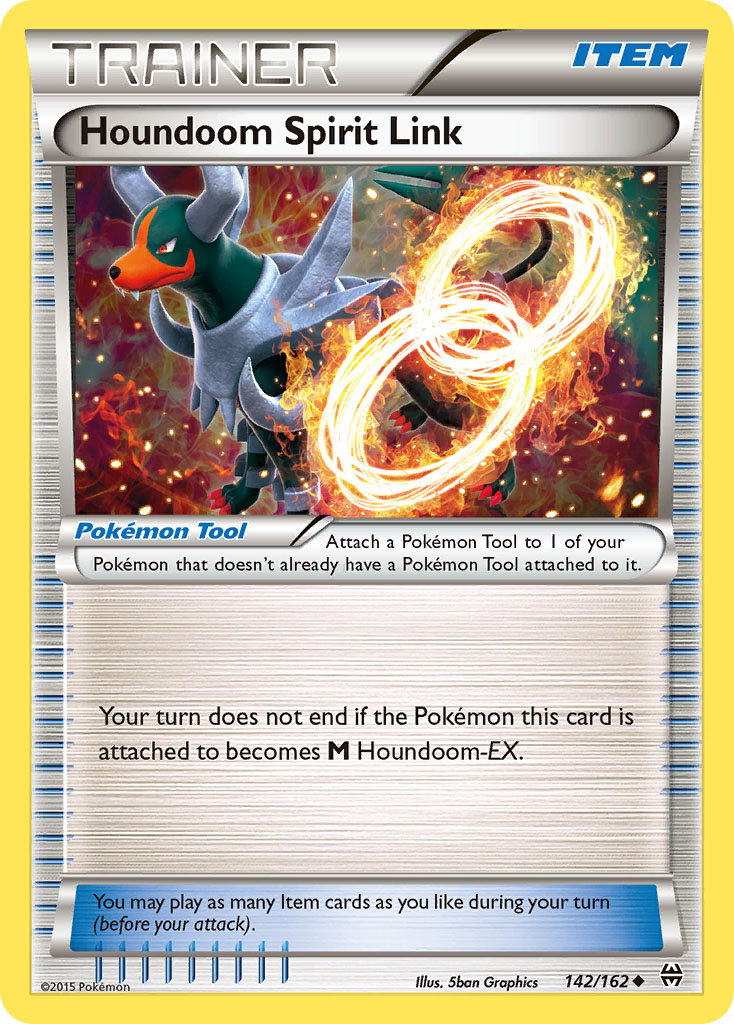 TRAINER
ITEM
Houndoom Spirit Link
Pokémon Tool
Attach a Pokémon Tool to 1 of your
Pokémon that doesn't already have a Pokémon Tool attached to it.
Your turn does not end if the Pokémon this card is
attached to becomes M Houndoom-EX.
You may play as many Item cards as you like during your turn
(before your attack).
©2015 Pokémon
Illus. 5ban Graphics
142/162